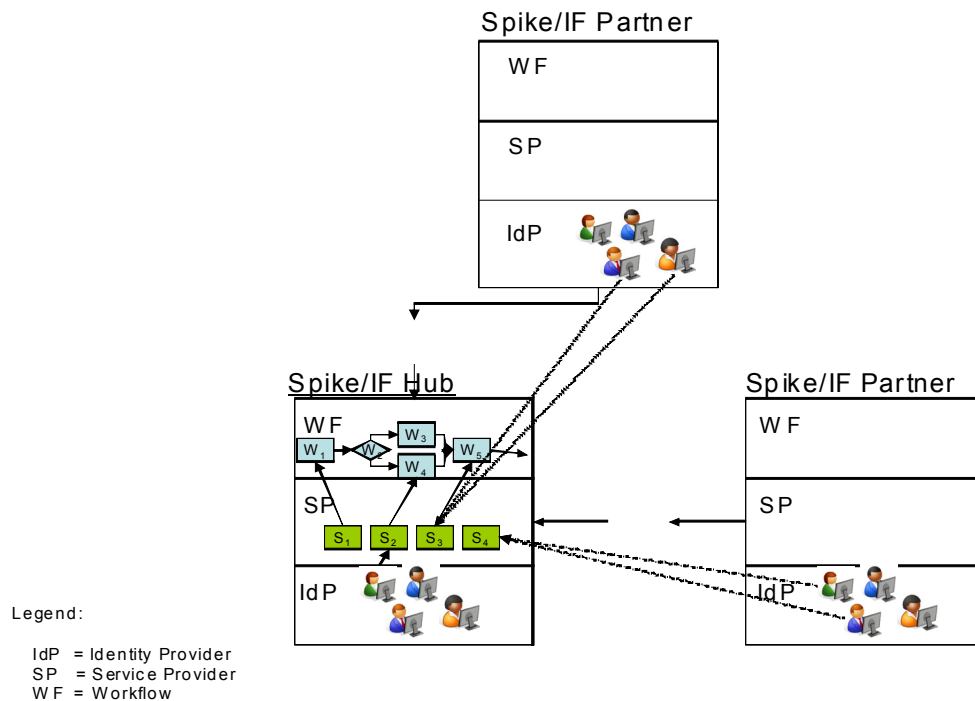 Spike/IF Partner
WF
SP
IdP
Spike/IF Hub
WF
W1
W2
W3
W4
W5
SP
S1
S2
S3
S4
IdP
Spike/IF Partner
WF
SP
IdP
Legend:
IdP = Identity Provider
SP = Service Provider
WF = Workflow